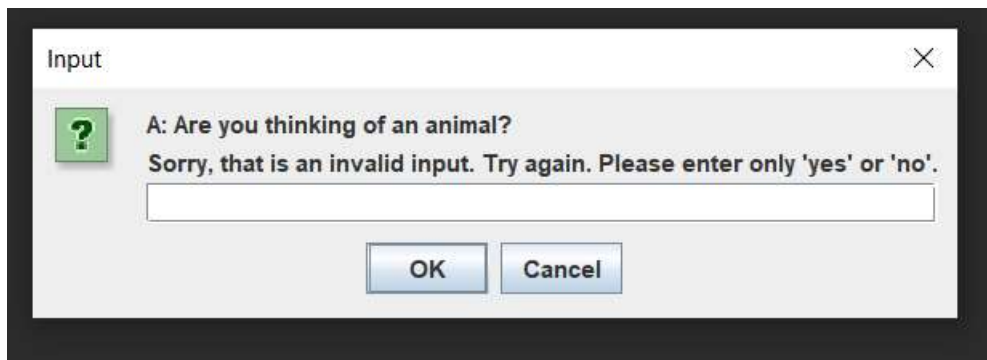 Input
?
A: Are you thinking of an animal?
Sorry, that is an invalid input. Try again. Please enter only 'yes' or 'no'.
OK
Cancel